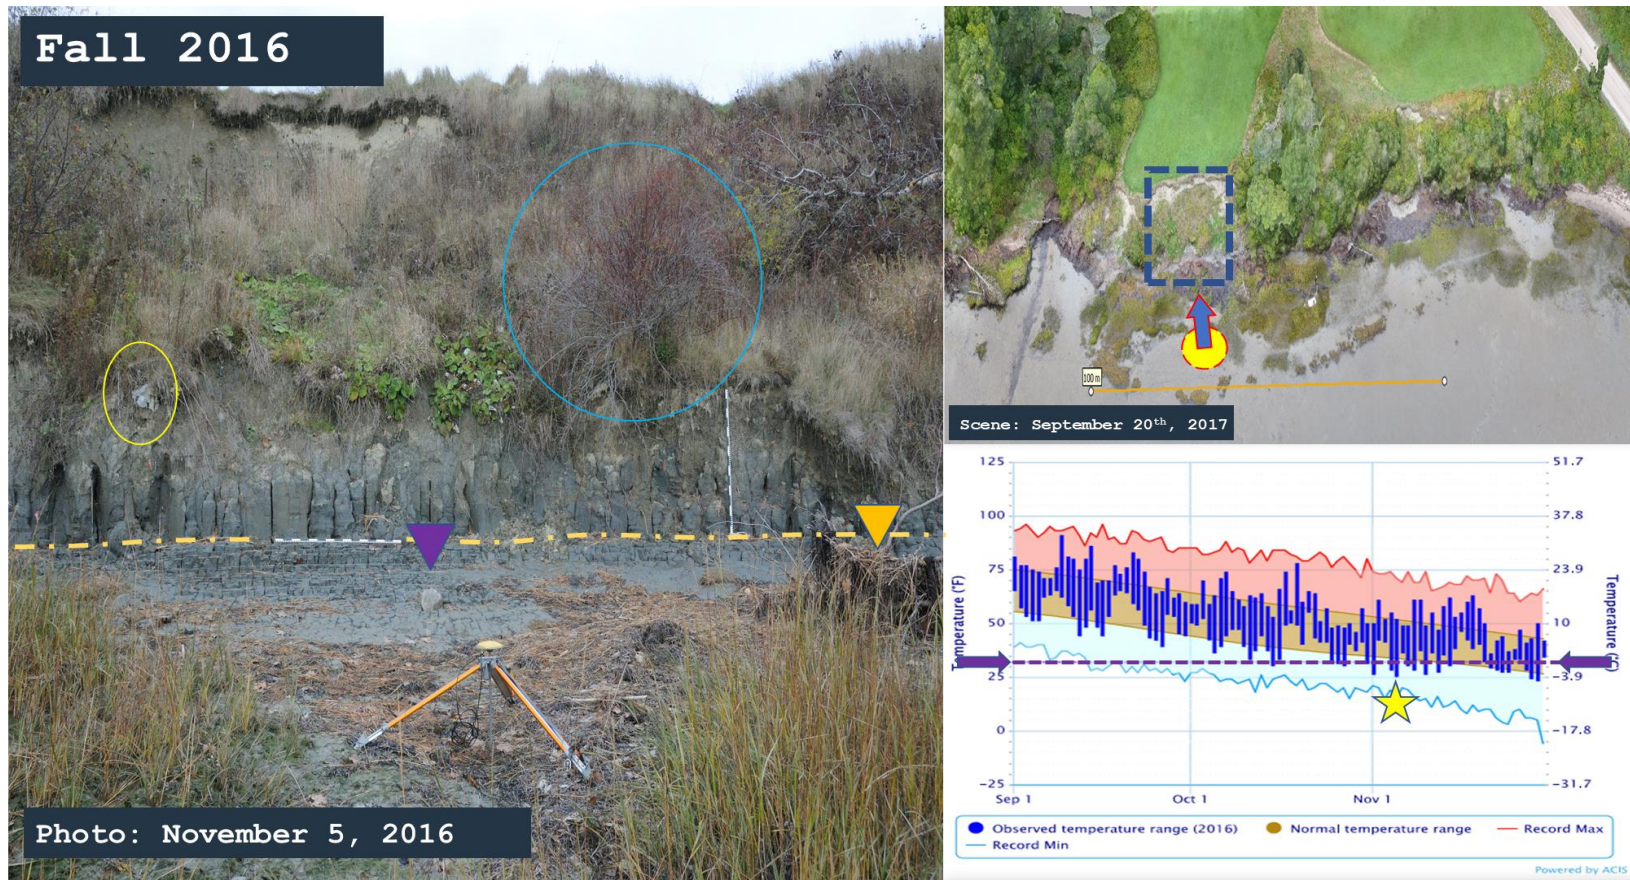 Fall 2016
Photo: November 5, 2016
100 m
Scene: September 20th, 2017
125
100
75
50
25
0
-25
Temperature (°F)
51.7
37.8
23.9
10
-3.9
-17.8
-31.7
Temperature (°C)
Sep 1
Oct 1
Nov 1
Observed temperature range (2016)
Normal temperature range
Record Max
Record Min
Powered by ACIS